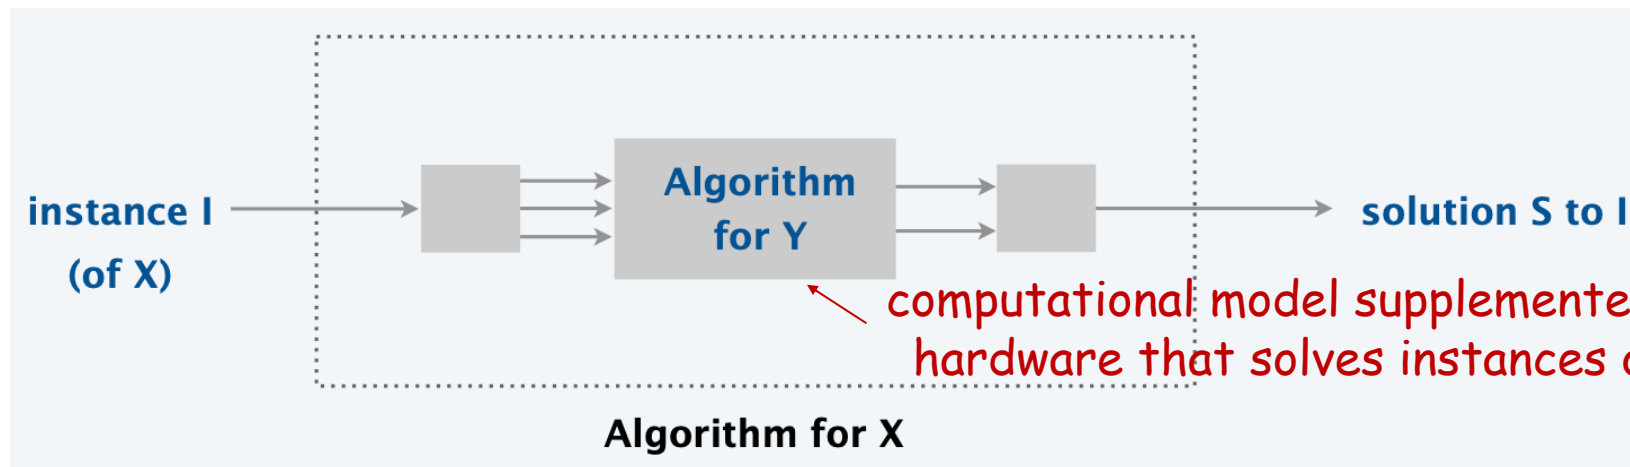 instance I
(of X)
Algorithm
for Y
solution S to I
computational model supplemente
hardware that solves instances
Algorithm for X